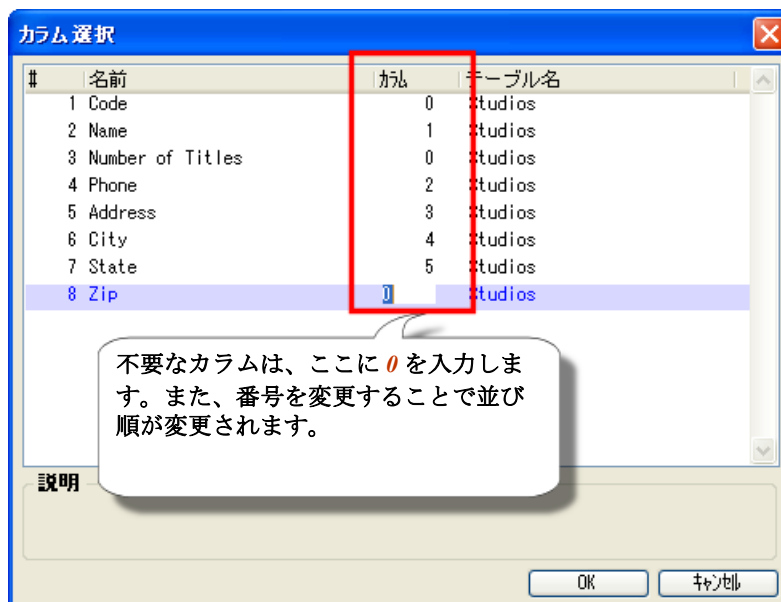 カラム選択
# 名前 カラム テーブル名
1 Code 0 Studios
2 Name 1 Studios
3 Number of Titles 0 Studios
4 Phone 2 Studios
5 Address 3 Studios
6 City 4 Studios
7 State 5 Studios
8 Zip 0 Studios
不要なカラムは、ここに 0 を入力しま
す。また、番号を変更することで並び
順が変更されます。
説明
OK キャンセル